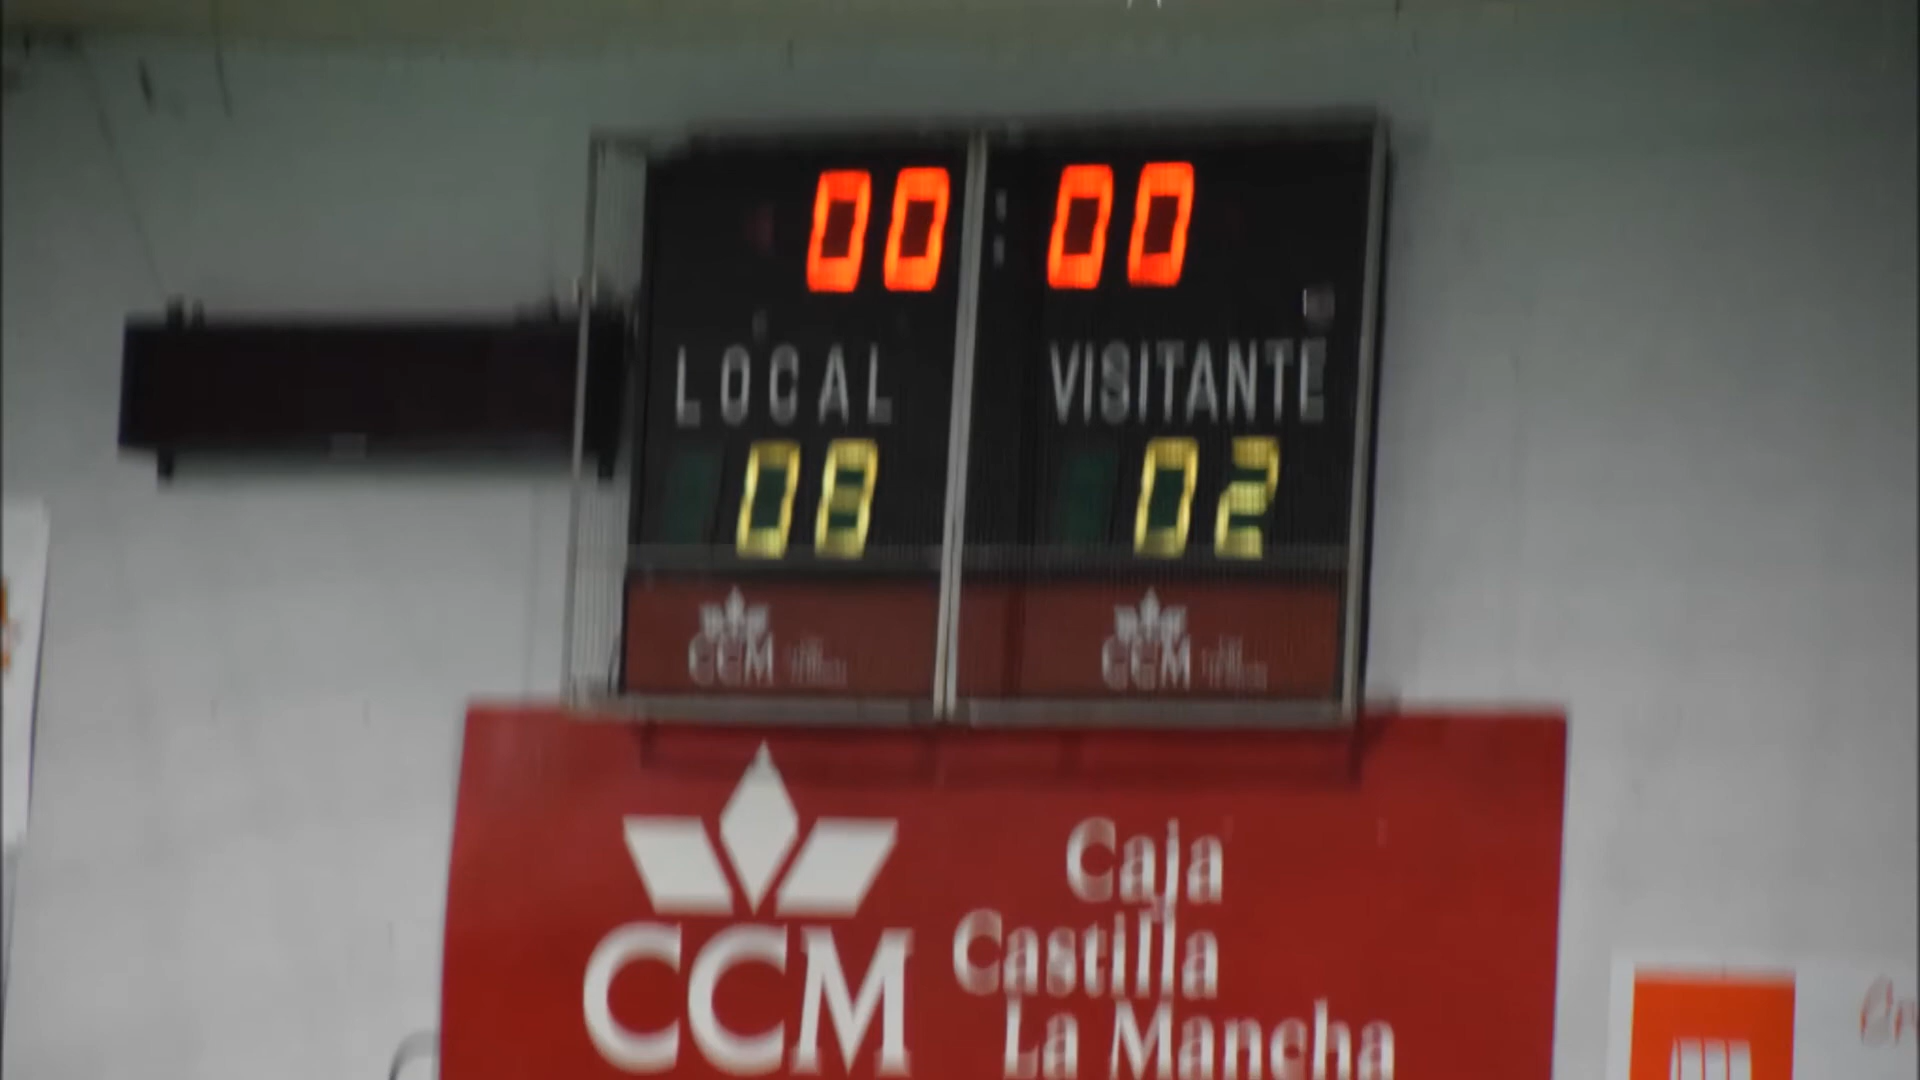 00 : 00
LOCAL VISITANTE
08 02
CCM CCM
CCM
Caja
Castilla
La Mancha